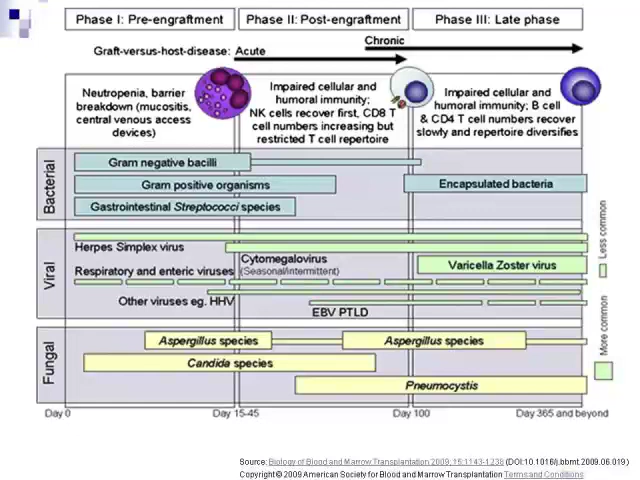 Phase I: Pre-engraftment
Phase II: Post-engraftment
Phase III: Late phase
Chronic
Graft-versus-host-disease: Acute
Neutropenia, barrier
breakdown (mucositis,
central venous access
devices)
Impaired cellular and
humoral immunity;
NK cells recover first, CD8 T
cell numbers increasing but
restricted T cell repertoire
Impaired cellular and
humoral immunity; B cell
& CD4 T cell numbers recover
slowly and repertoire diversifies
Bacterial
Gram negative bacilli
Gram positive organisms
Encapsulated bacteria
Gastrointestinal Streptococci species
Viral
Herpes Simplex virus
Cytomegalovirus
Varicella Zoster virus
Respiratory and enteric viruses (Seasonal/intermittent)
Other viruses eg. HHV
EBV PTLD
Less common
More common
Fungal
Aspergillus species
Aspergillus species
Candida species
Pneumocystis
Day 0
Day 15-45
Day 100
Day 365 and beyond
Source: Biology of Blood and Marrow Transplantation 2009; 15:1143-1238 (DOI:10.1016/j.bbmt.2009.06.019)
Copyright © 2009 American Society for Blood and Marrow Transplantation Terms and Conditions